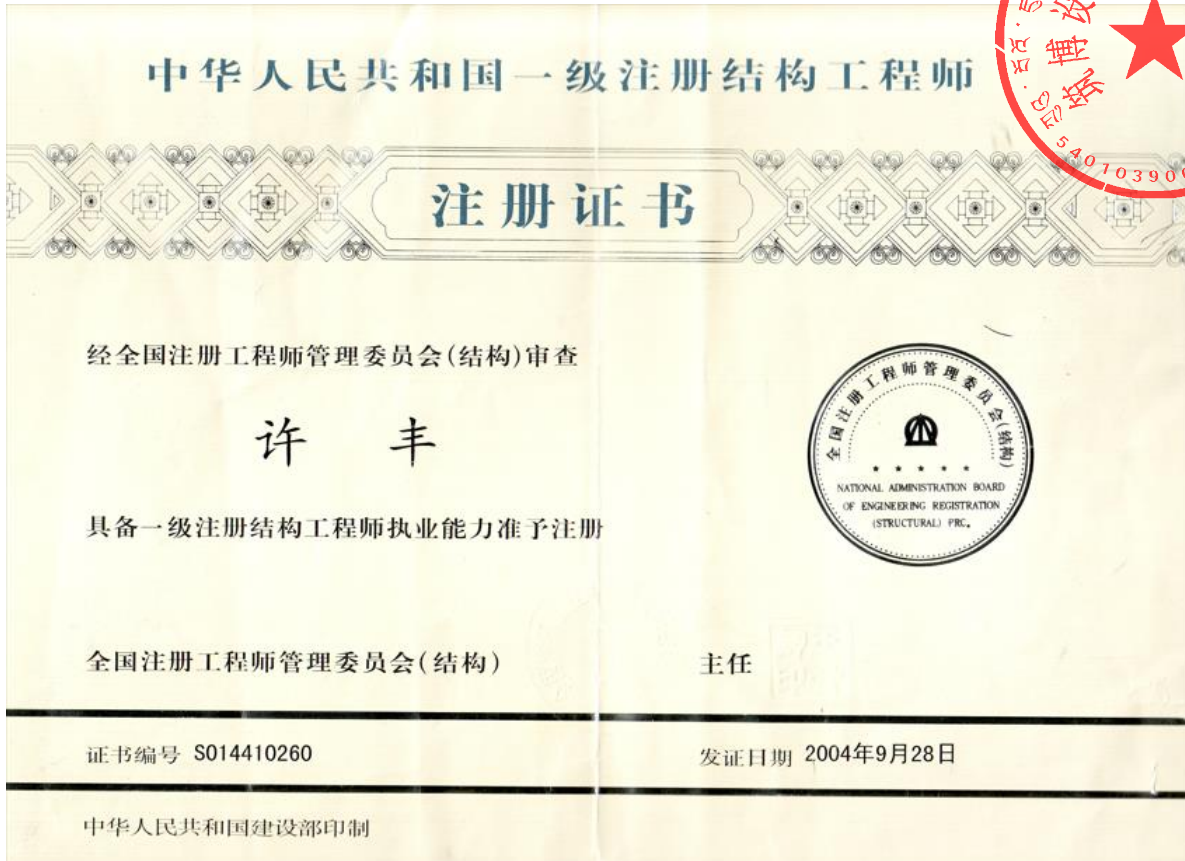 中华人民共和国一级注册结构工程师
注册证书
经全国注册工程师管理委员会(结构)审查
许 丰
具备一级注册结构工程师执业能力准予注册
全国注册工程师管理委员会(结构)
NATIONAL ADMINISTRATION BOARD
OF ENGINEERING REGISTRATION
(STRUCTURAL) PRC.
全国注册工程师管理委员会(结构)
主任
证书编号 S014410260
发证日期 2004年9月28日
中华人民共和国建设部印制
筑博设
54010390